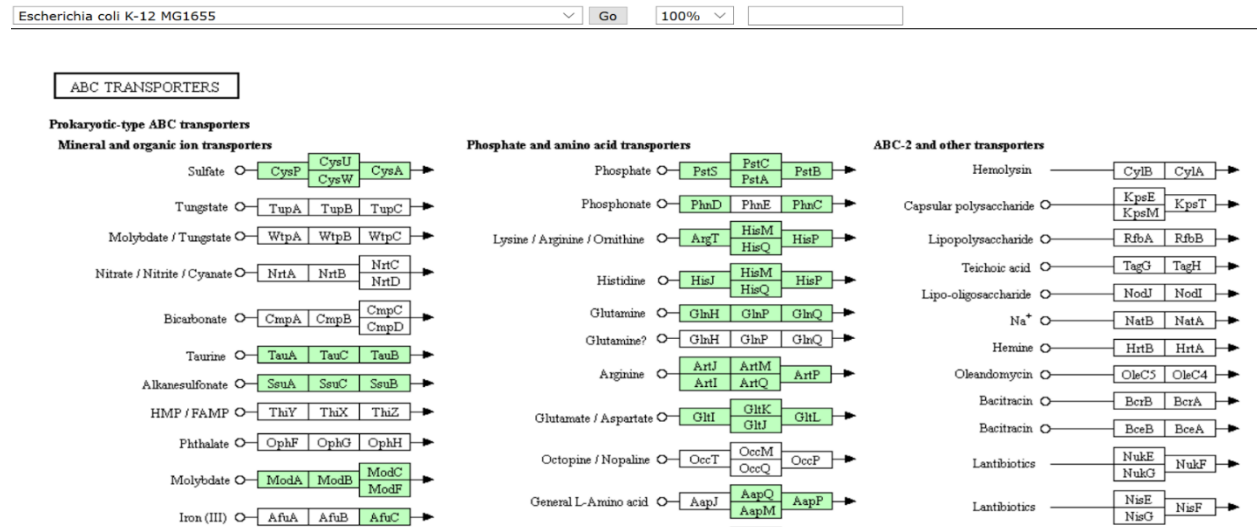 Escherichia coli K-12 MG1655 Go 100%
ABC TRANSPORTERS
Prokaryotic-type ABC transporters
Mineral and organic ion transporters
Sulfate CysP CysU CysW CysA
Tungstate TupA TupB TupC
Molybdate / Tungstate WtpA WtpB WtpC
Nitrate / Nitrite / Cyanate NrtA NrtB NrtC NrtD
Bicarbonate CmpA CmpB CmpC CmpD
Taurine TauA TauC TauB
Alkanesulfonate SsuA SsuC SsuB
HMP / FAMP ThiY ThiX ThiZ
Phthalate OphF OphG OphH
Molybdate ModA ModB ModC ModF
Iron (III) AfuA AfuB AfuC
Phosphate and amino acid transporters
Phosphate PstS PstC PstA PstB
Phosphonate PhnD PhnE PhnC
Lysine / Arginine / Ornithine ArgT HisM HisQ HisP
Histidine HisJ HisM HisQ HisP
Glutamine GlnH GlnP GlnQ
Glutamine? GlnH GlnP GlnQ
Arginine ArtJ ArtI ArtM ArtQ ArtP
Glutamate / Aspartate GltI GltK GltJ GltL
Octopine / Nopaline OccT OccM OccQ OccP
General L-Amino acid AapJ AapQ AapM AapP
ABC-2 and other transporters
Hemolysin CylB CylA
Capsular polysaccharide KpsE KpsM KpsT
Lipopolysaccharide RfbA RfbB
Teichoic acid TagG TagH
Lipo-oligosaccharide NodJ NodI
Na+ NatB NatA
Hemine HrtB HrtA
Oleandomycin OleC5 OleC4
Bacitracin BcrB BcrA
Bacitracin BceB BceA
Lantibiotics NukE NukG NukF
Lantibiotics NisE NisG NisF